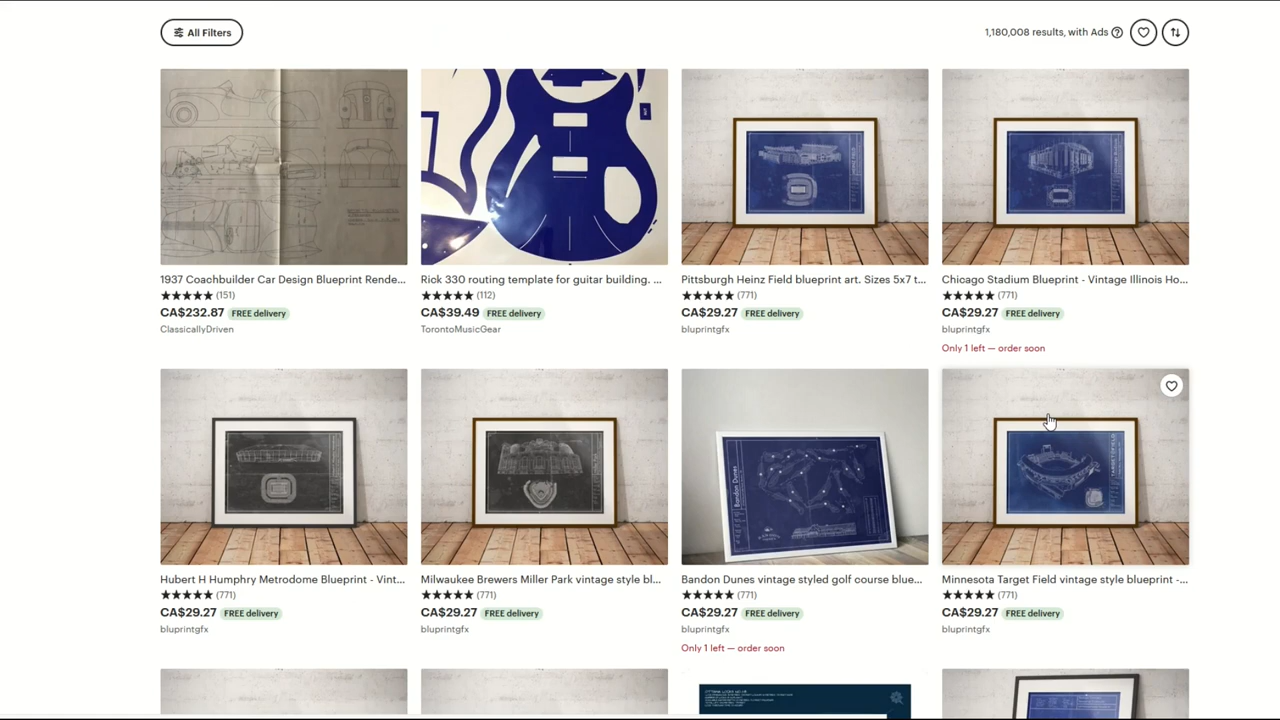 All Filters
1,180,008 results, with Ads
1937 Coachbuilder Car Design Blueprint Rende...
(151)
CA$232.87 FREE delivery
ClassicallyDriven
Rick 330 routing template for guitar building. ...
(112)
CA$39.49 FREE delivery
TorontoMusicGear
Pittsburgh Heinz Field blueprint art. Sizes 5x7 t...
(771)
CA$29.27 FREE delivery
bluprintgfx
Chicago Stadium Blueprint - Vintage Illinois Ho...
(771)
CA$29.27 FREE delivery
bluprintgfx
Only 1 left — order soon
Bandon Dunes
TARGET FIELD
Hubert H Humphry Metrodome Blueprint - Vint...
(771)
CA$29.27 FREE delivery
bluprintgfx
Milwaukee Brewers Miller Park vintage style bl...
(771)
CA$29.27 FREE delivery
bluprintgfx
Bandon Dunes vintage styled golf course blue...
(771)
CA$29.27 FREE delivery
bluprintgfx
Only 1 left — order soon
Minnesota Target Field vintage style blueprint -...
(771)
CA$29.27 FREE delivery
bluprintgfx